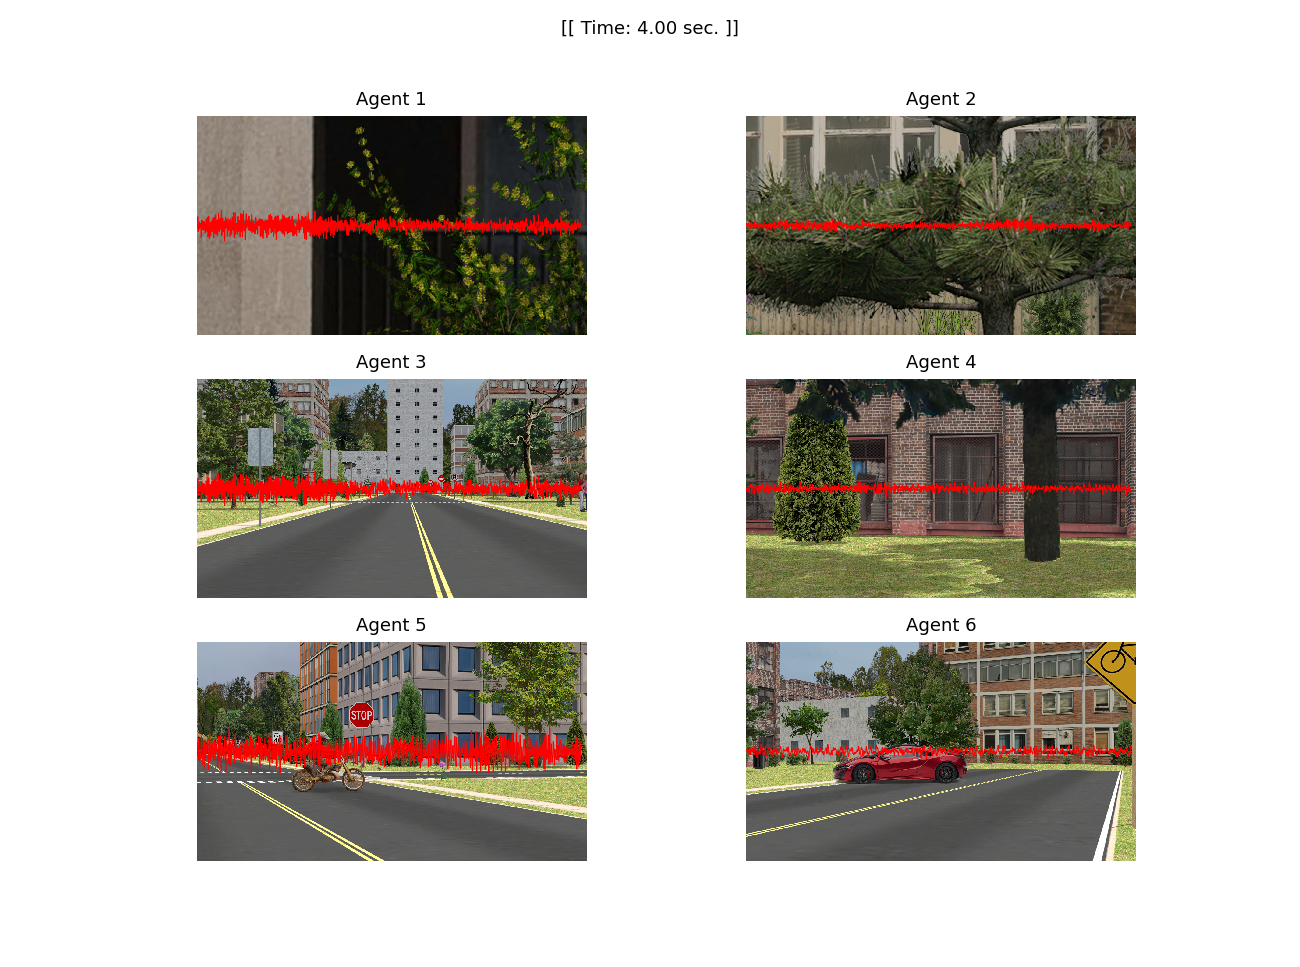 [[ Time: 4.00 sec. ]]
Agent 1
Agent 2
Agent 3
Agent 4
Agent 5
STOP
Agent 6